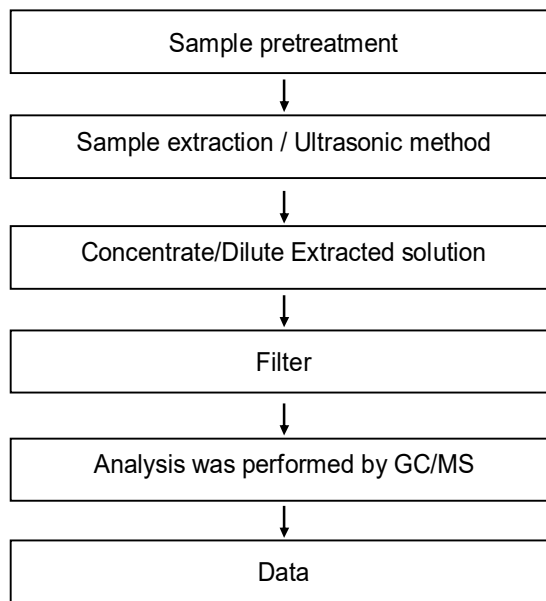 Sample pretreatment
Sample extraction / Ultrasonic method
Concentrate/Dilute Extracted solution
Filter
Analysis was performed by GC/MS
Data